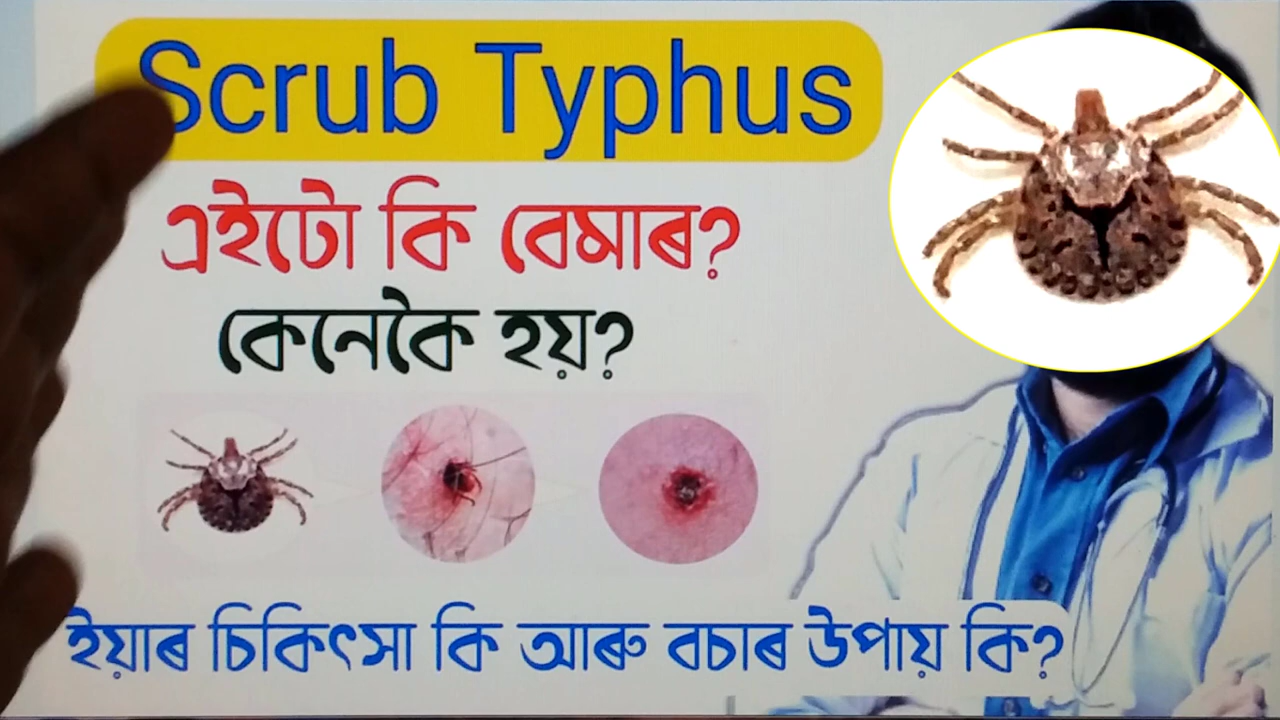 Scrub Typhus
এইটো কি বেমাৰ?
কেনেকৈ হয়?
ইয়াৰ চিকিৎসা কি আৰু বচাৰ উপায় কি?